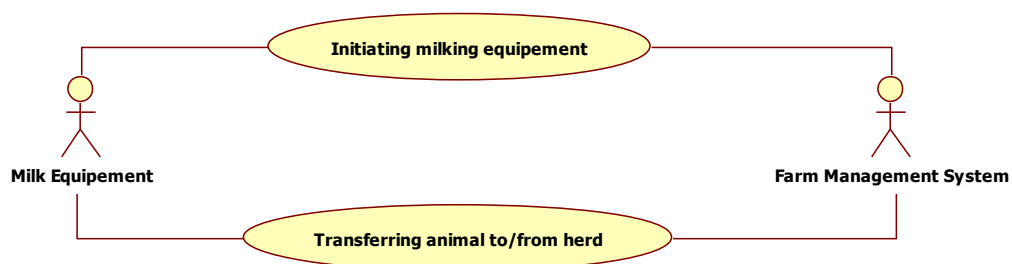 Initiating milking equipement
Milk Equipement
Farm Management System
Transferring animal to/from herd